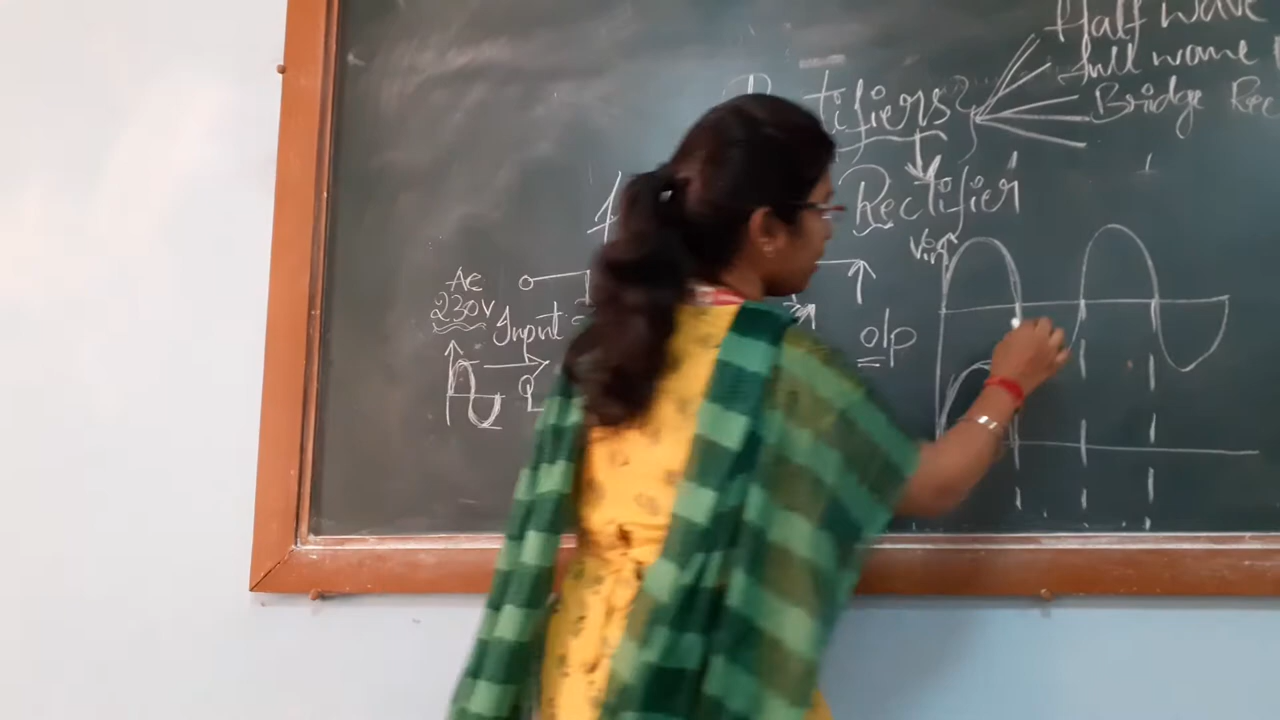 Half wave
full wave
Bridge Rec
tifiers
Rectifier
Vin
Ac
230V
Input
o/p